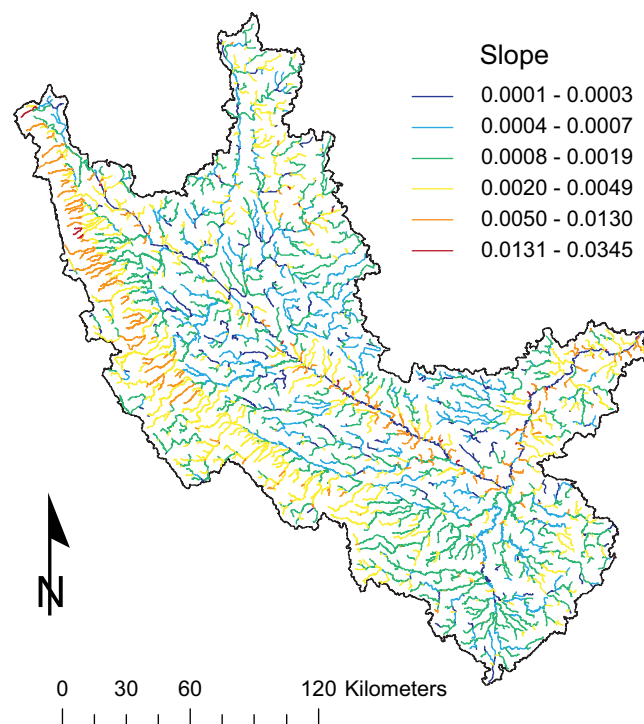 Slope
0.0001 - 0.0003
0.0004 - 0.0007
0.0008 - 0.0019
0.0020 - 0.0049
0.0050 - 0.0130
0.0131 - 0.0345
N
0 30 60 120 Kilometers